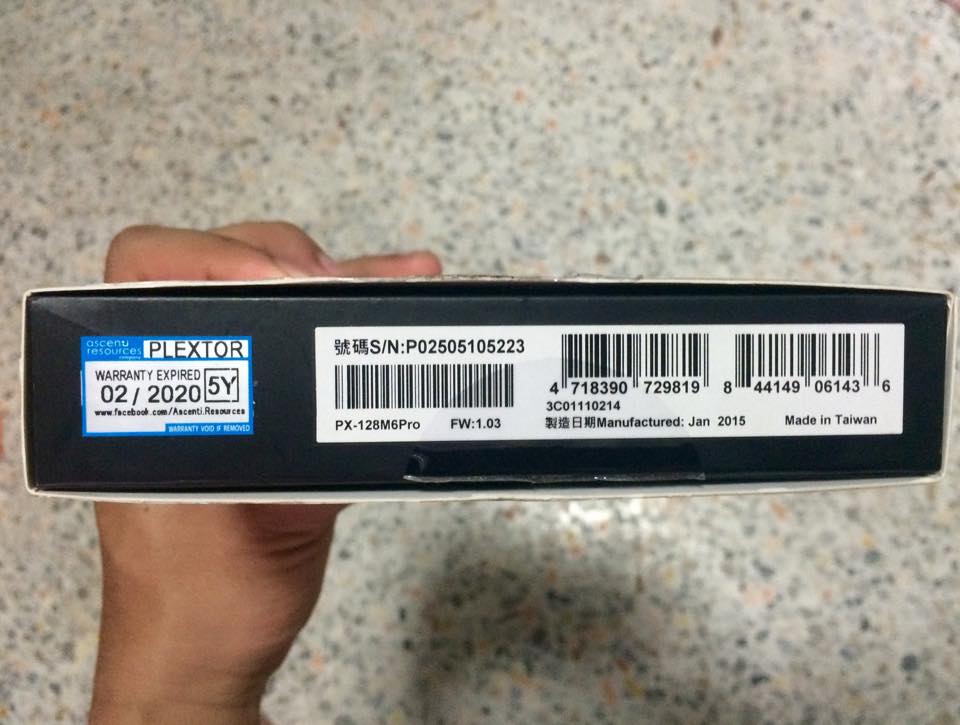 ascenti
resources
company
PLEXTOR
WARRANTY EXPIRED
02 / 2020 5Y
www.facebook.com/Ascenti.Resources
WARRANTY VOID IF REMOVED
號碼S/N:P02505105223
PX-128M6Pro FW:1.03
4 718390 729819
8 44149 06143 6
3C01110214
製造日期Manufactured: Jan 2015 Made in Taiwan